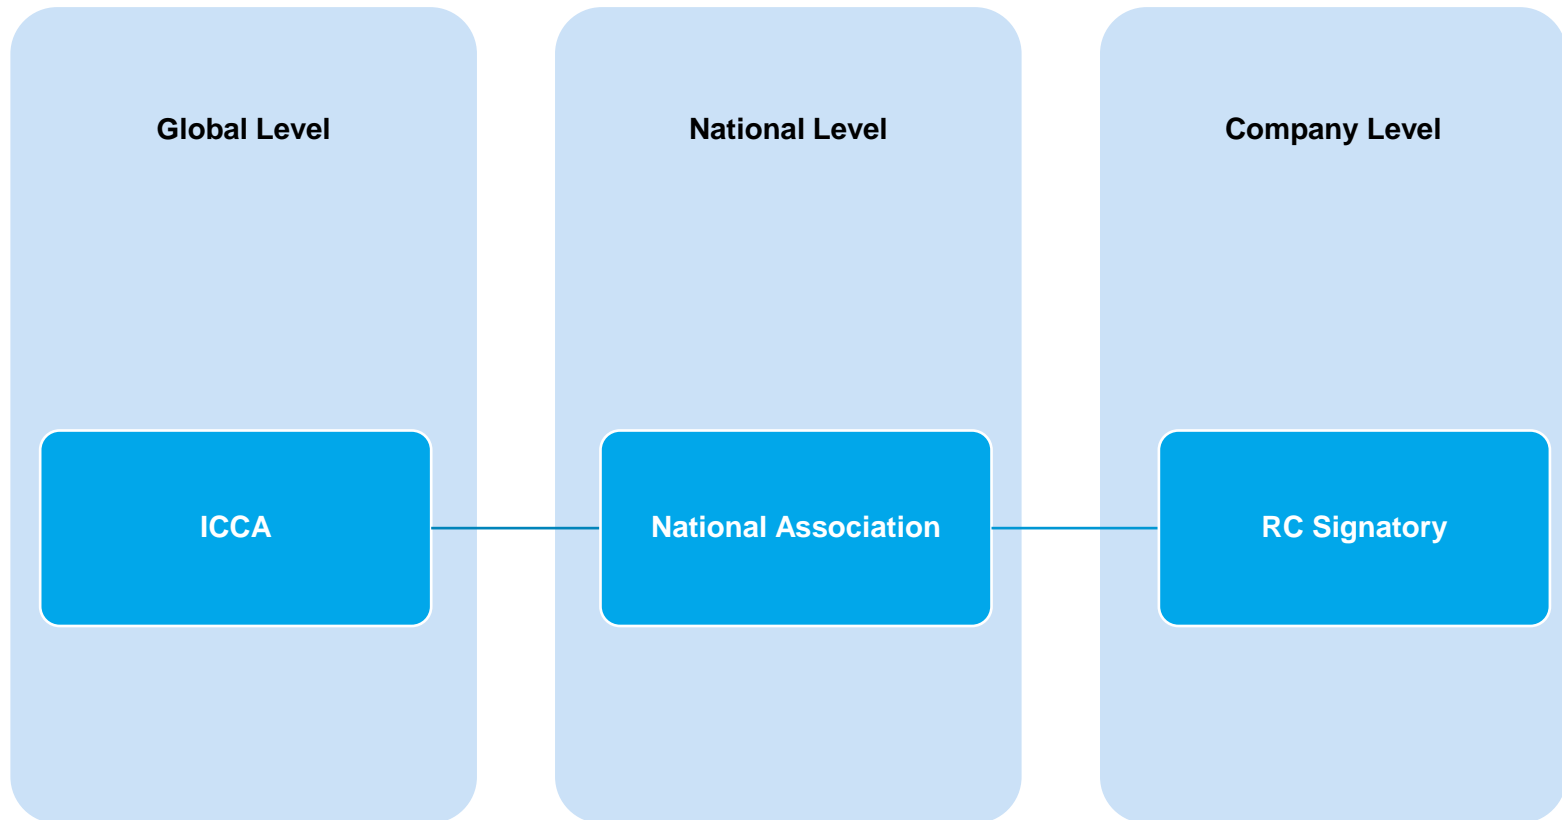 Global Level
National Level
Company Level
ICCA
National Association
RC Signatory